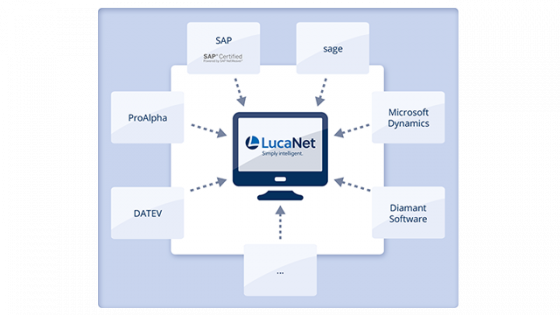 SAP
SAP® Certified
Powered by SAP NetWeaver®
sage
ProAlpha
Microsoft
Dynamics
LucaNet
Simply intelligent.
DATEV
Diamant
Software
...